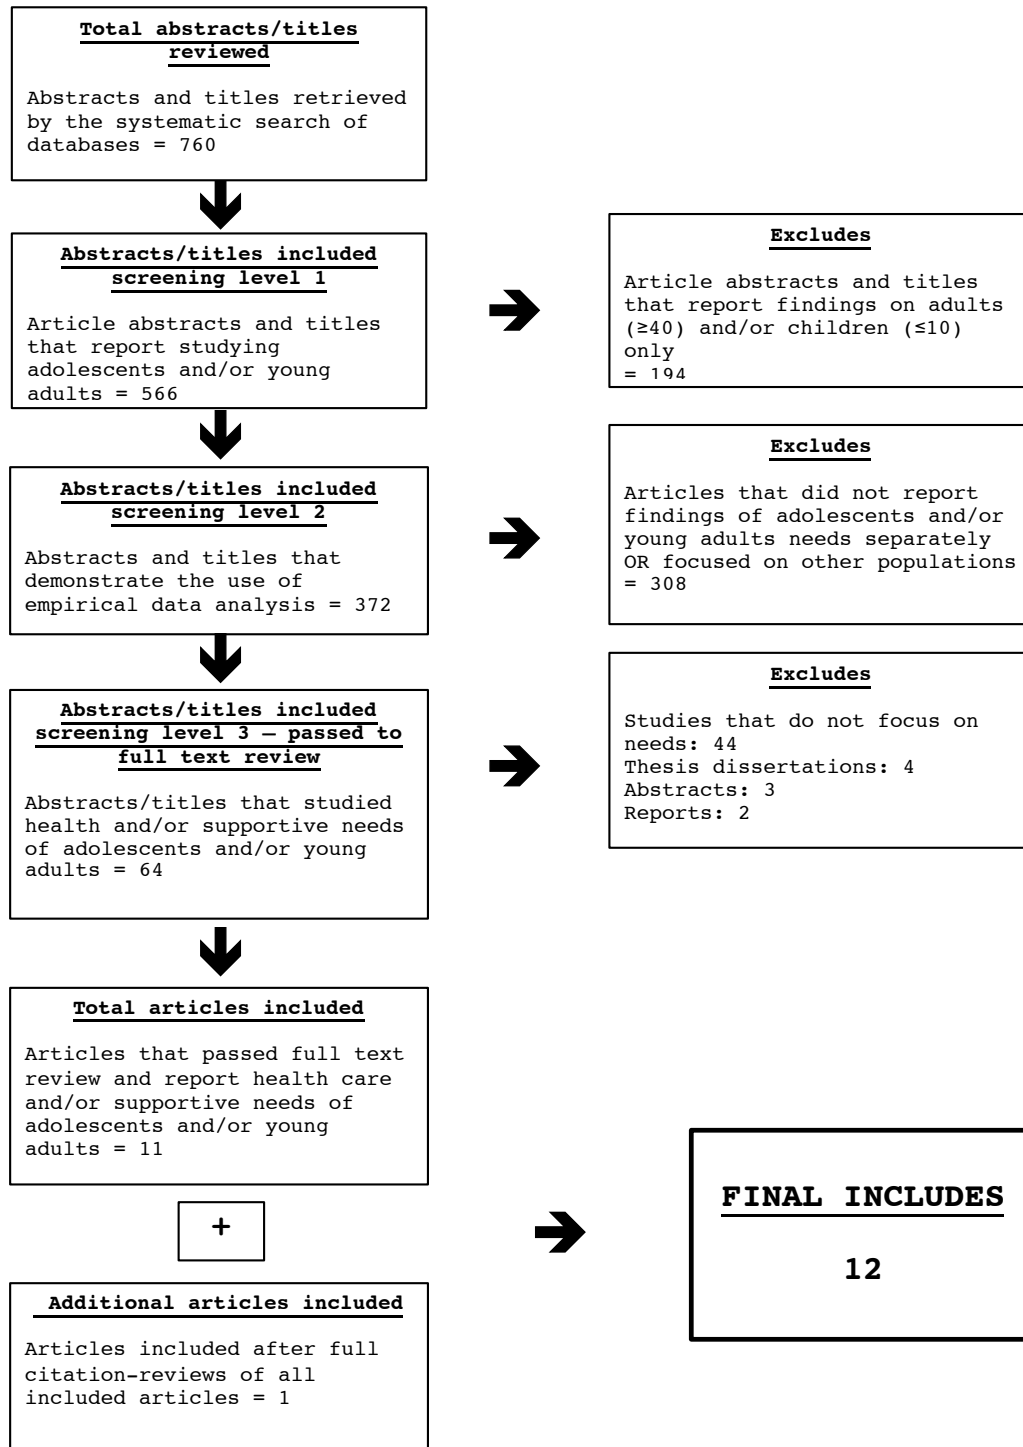 Total abstracts/titles
reviewed
Abstracts and titles retrieved
by the systematic search of
databases = 760
Abstracts/titles included
screening level 1
Article abstracts and titles
that report studying
adolescents and/or young
adults = 566
Excludes
Article abstracts and titles
that report findings on adults
(≥40) and/or children (≤10)
only
= 194
Abstracts/titles included
screening level 2
Abstracts and titles that
demonstrate the use of
empirical data analysis = 372
Excludes
Articles that did not report
findings of adolescents and/or
young adults needs separately
OR focused on other populations
= 308
Abstracts/titles included
screening level 3 – passed to
full text review
Abstracts/titles that studied
health and/or supportive needs
of adolescents and/or young
adults = 64
Excludes
Studies that do not focus on
needs: 44
Thesis dissertations: 4
Abstracts: 3
Reports: 2
Total articles included
Articles that passed full text
review and report health care
and/or supportive needs of
adolescents and/or young
adults = 11
+
Additional articles included
Articles included after full
citation-reviews of all
included articles = 1
FINAL INCLUDES
12